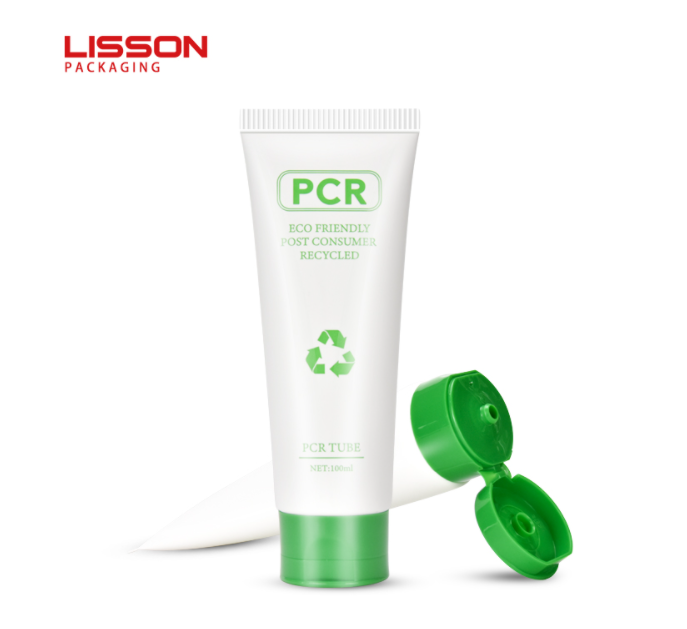 LISSON
PACKAGING
PCR
ECO FRIENDLY
POST CONSUMER
RECYCLED
PCR TUBE
NET:100ml